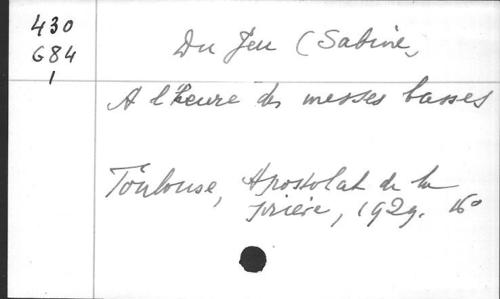 430
G84
1
Du Jeu (Sabine,
A l'heure des messes basses
Toulouse, Apostolat de la
prière, 1929. 16°